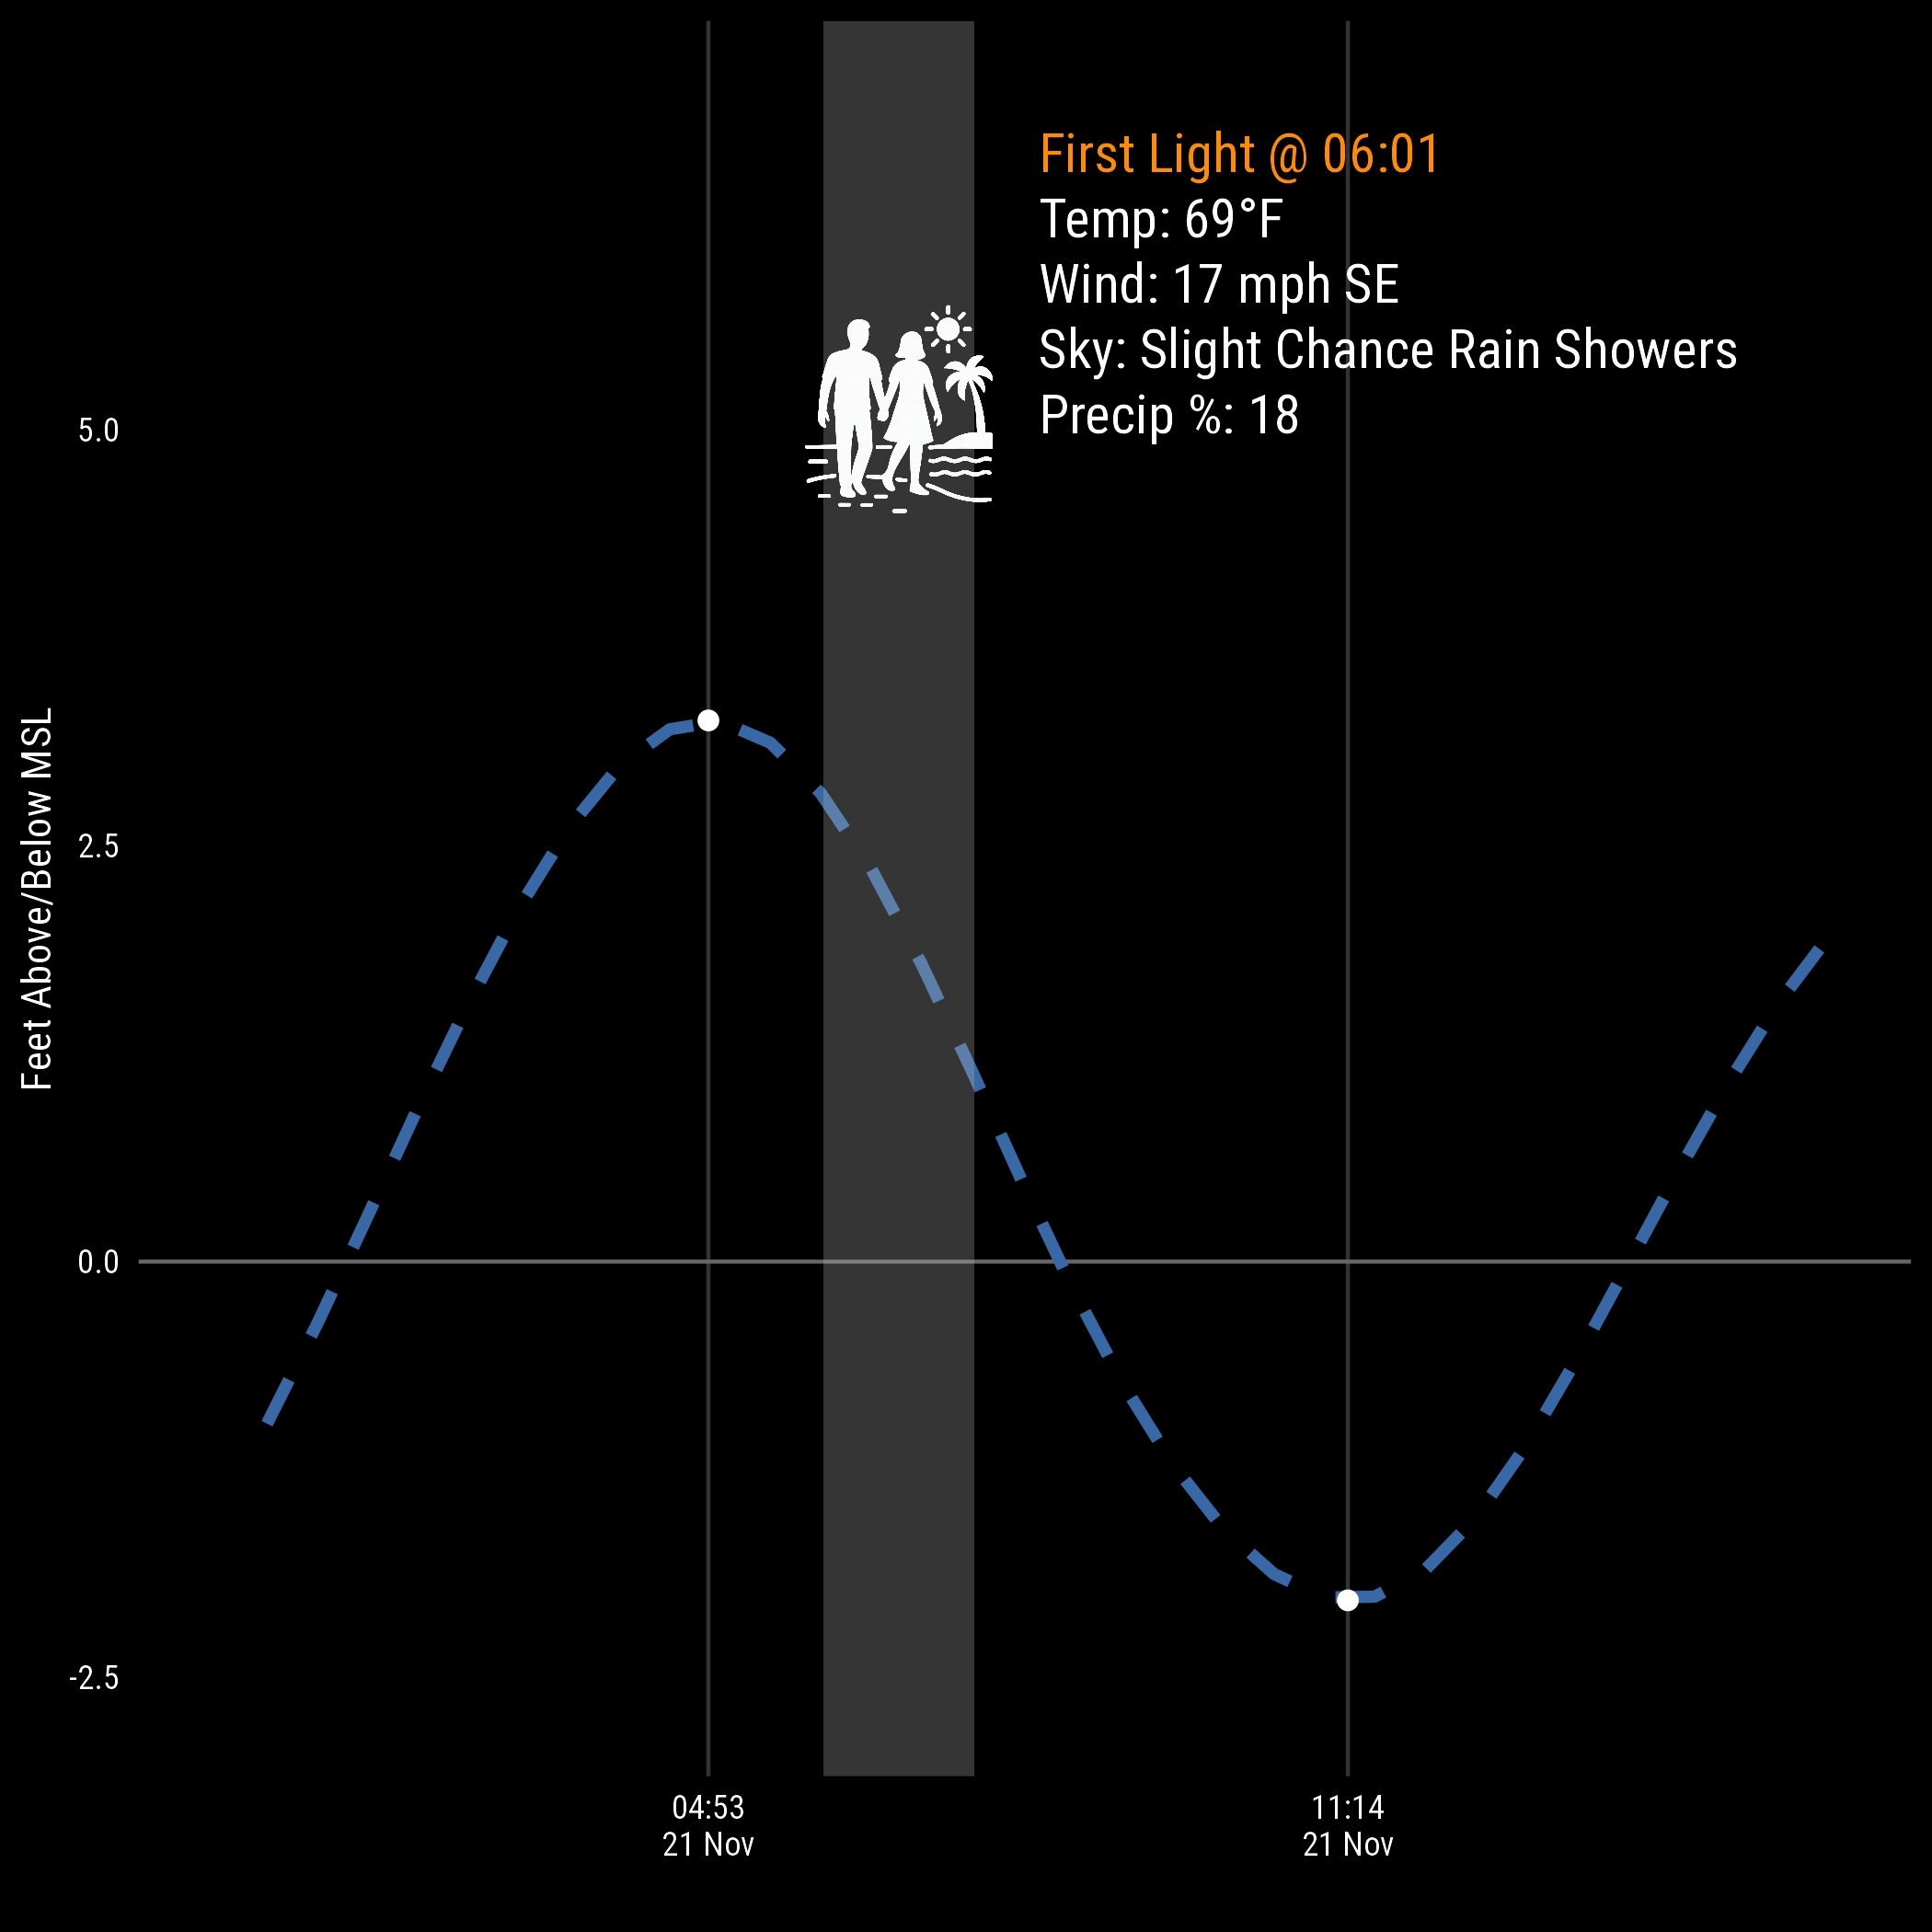 First Light @ 06:01
Temp: 69°F
Wind: 17 mph SE
Sky: Slight Chance Rain Showers
Precip %: 18
Feet Above/Below MSL
5.0
2.5
0.0
-2.5
04:53
21 Nov
11:14
21 Nov